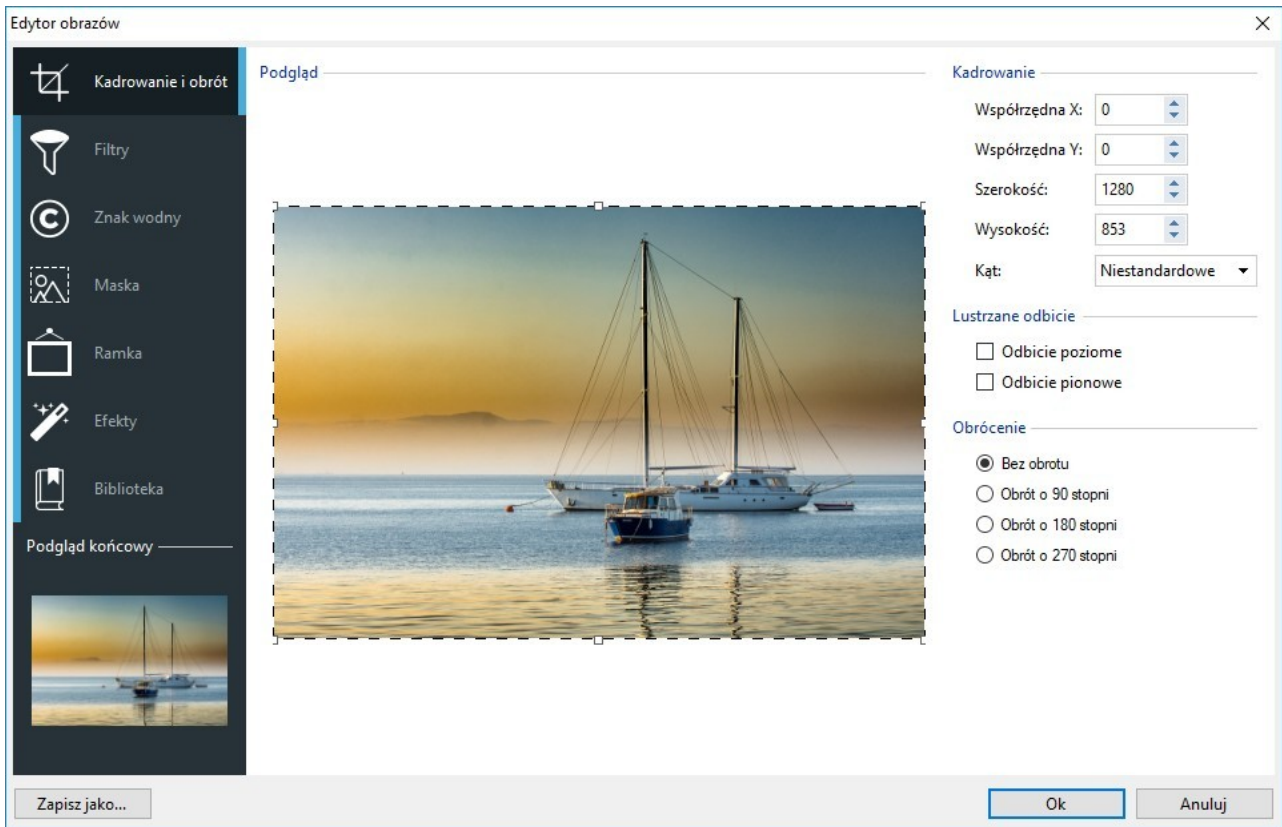 Edytor obrazów
Kadrowanie i obrót
Filtry
Znak wodny
Maska
Ramka
Efekty
Biblioteka
Podgląd końcowy
Podgląd
Kadrowanie
Współrzędna X: 0
Współrzędna Y: 0
Szerokość: 1280
Wysokość: 853
Kąt: Niestandardowe
Lustrzane odbicie
Odbicie poziome
Odbicie pionowe
Obrócenie
Bez obrotu
Obrót o 90 stopni
Obrót o 180 stopni
Obrót o 270 stopni
Zapisz jako...
Ok
Anuluj